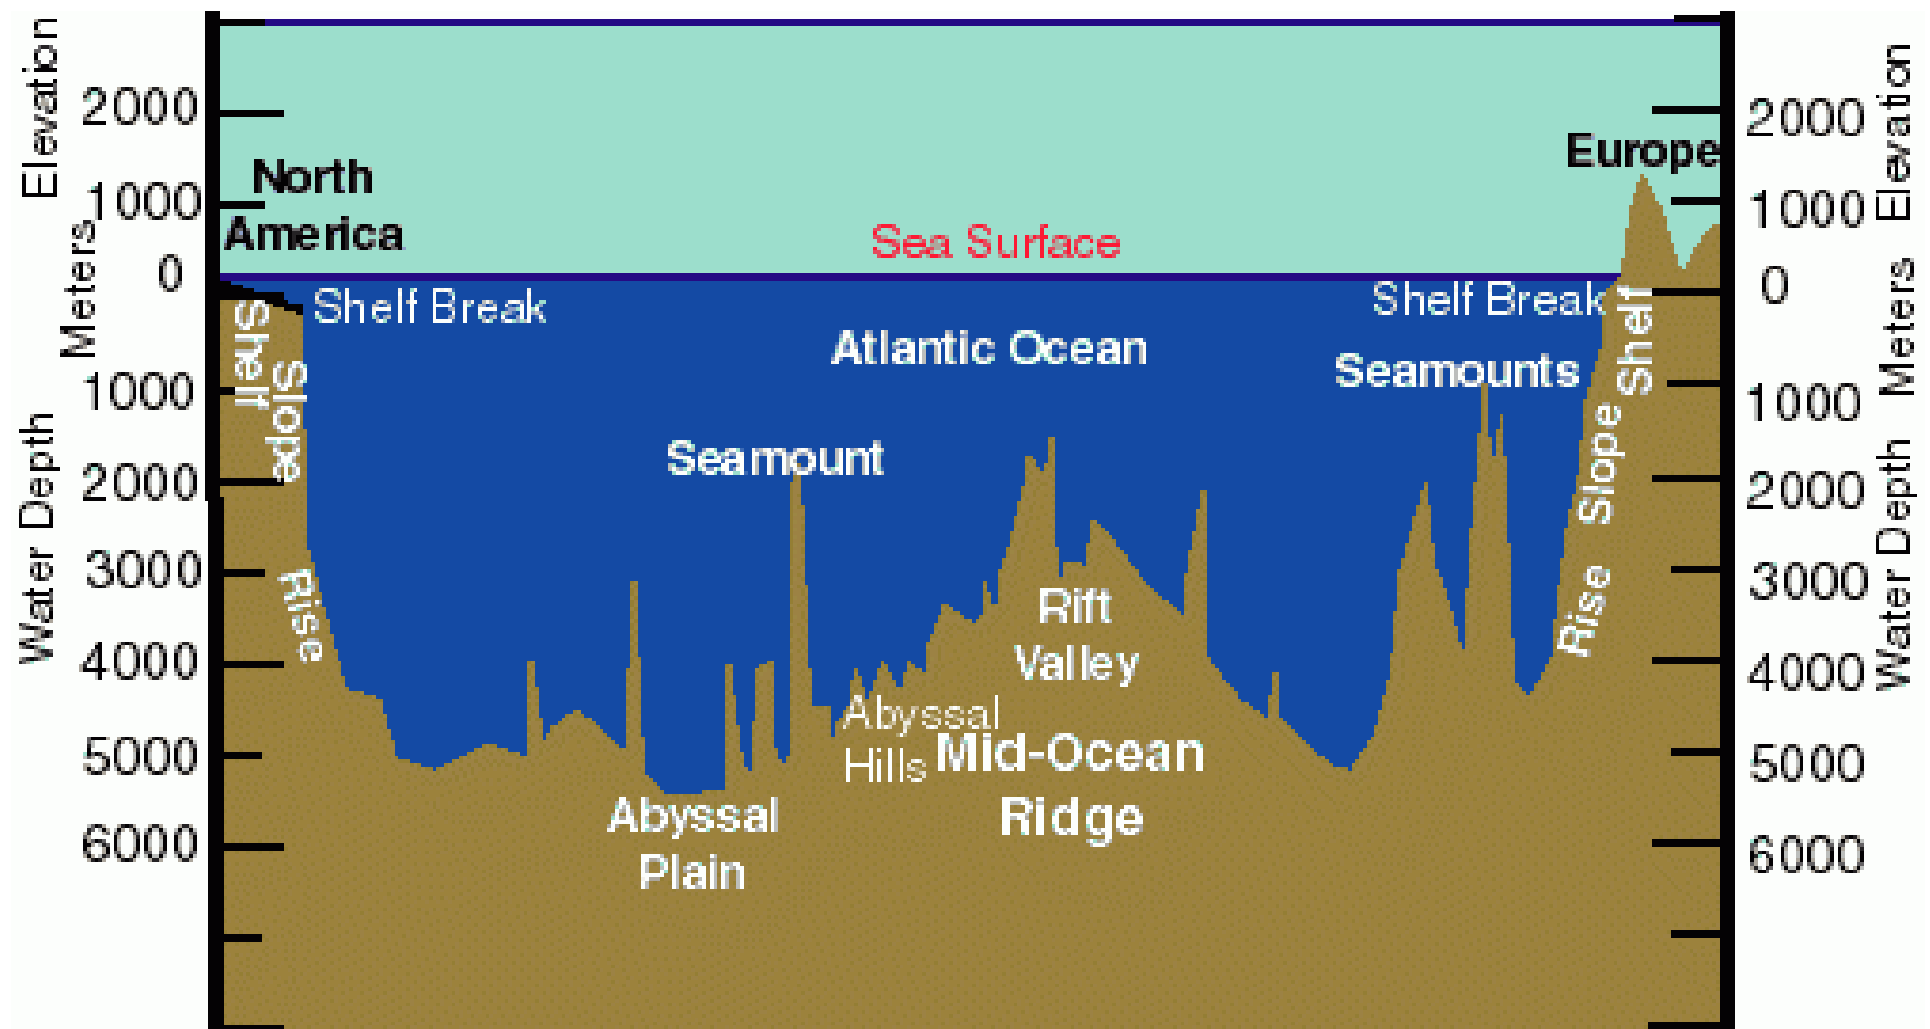 Elevation
Meters
Water Depth
2000
1000
0
1000
2000
3000
4000
5000
6000
North
America
Europe
Sea Surface
Shelf Break
Shelf Break
Shelf
Slope
Rise
Atlantic Ocean
Seamounts
Seamount
Shelf
Slope
Rise
Rift
Valley
Abyssal
Hills
Mid-Ocean
Ridge
Abyssal
Plain
2000
1000
0
1000
2000
3000
4000
5000
6000
Elevation
Meters
Water Depth